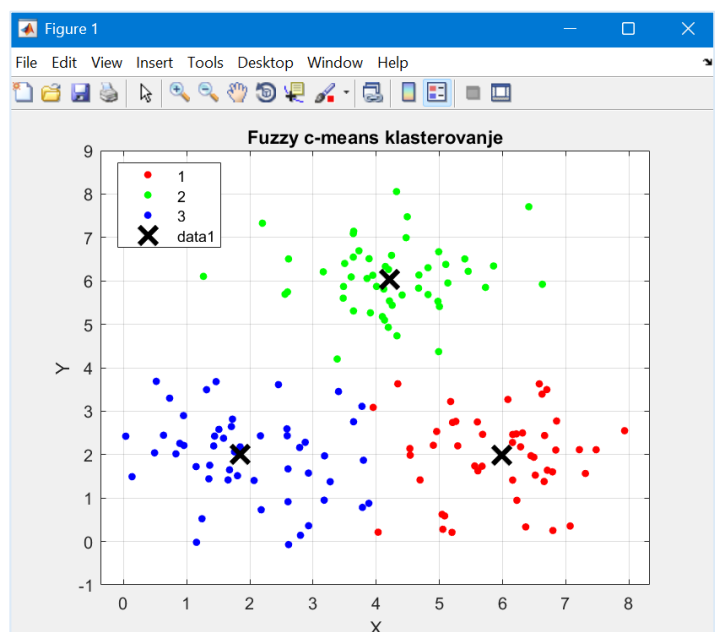 Figure 1
File Edit View Insert Tools Desktop Window Help
Fuzzy c-means klasterovanje
9
8
7
6
5
4
3
2
1
0
-1
1
2
3
data1
Y
0 1 2 3 4 5 6 7 8
X